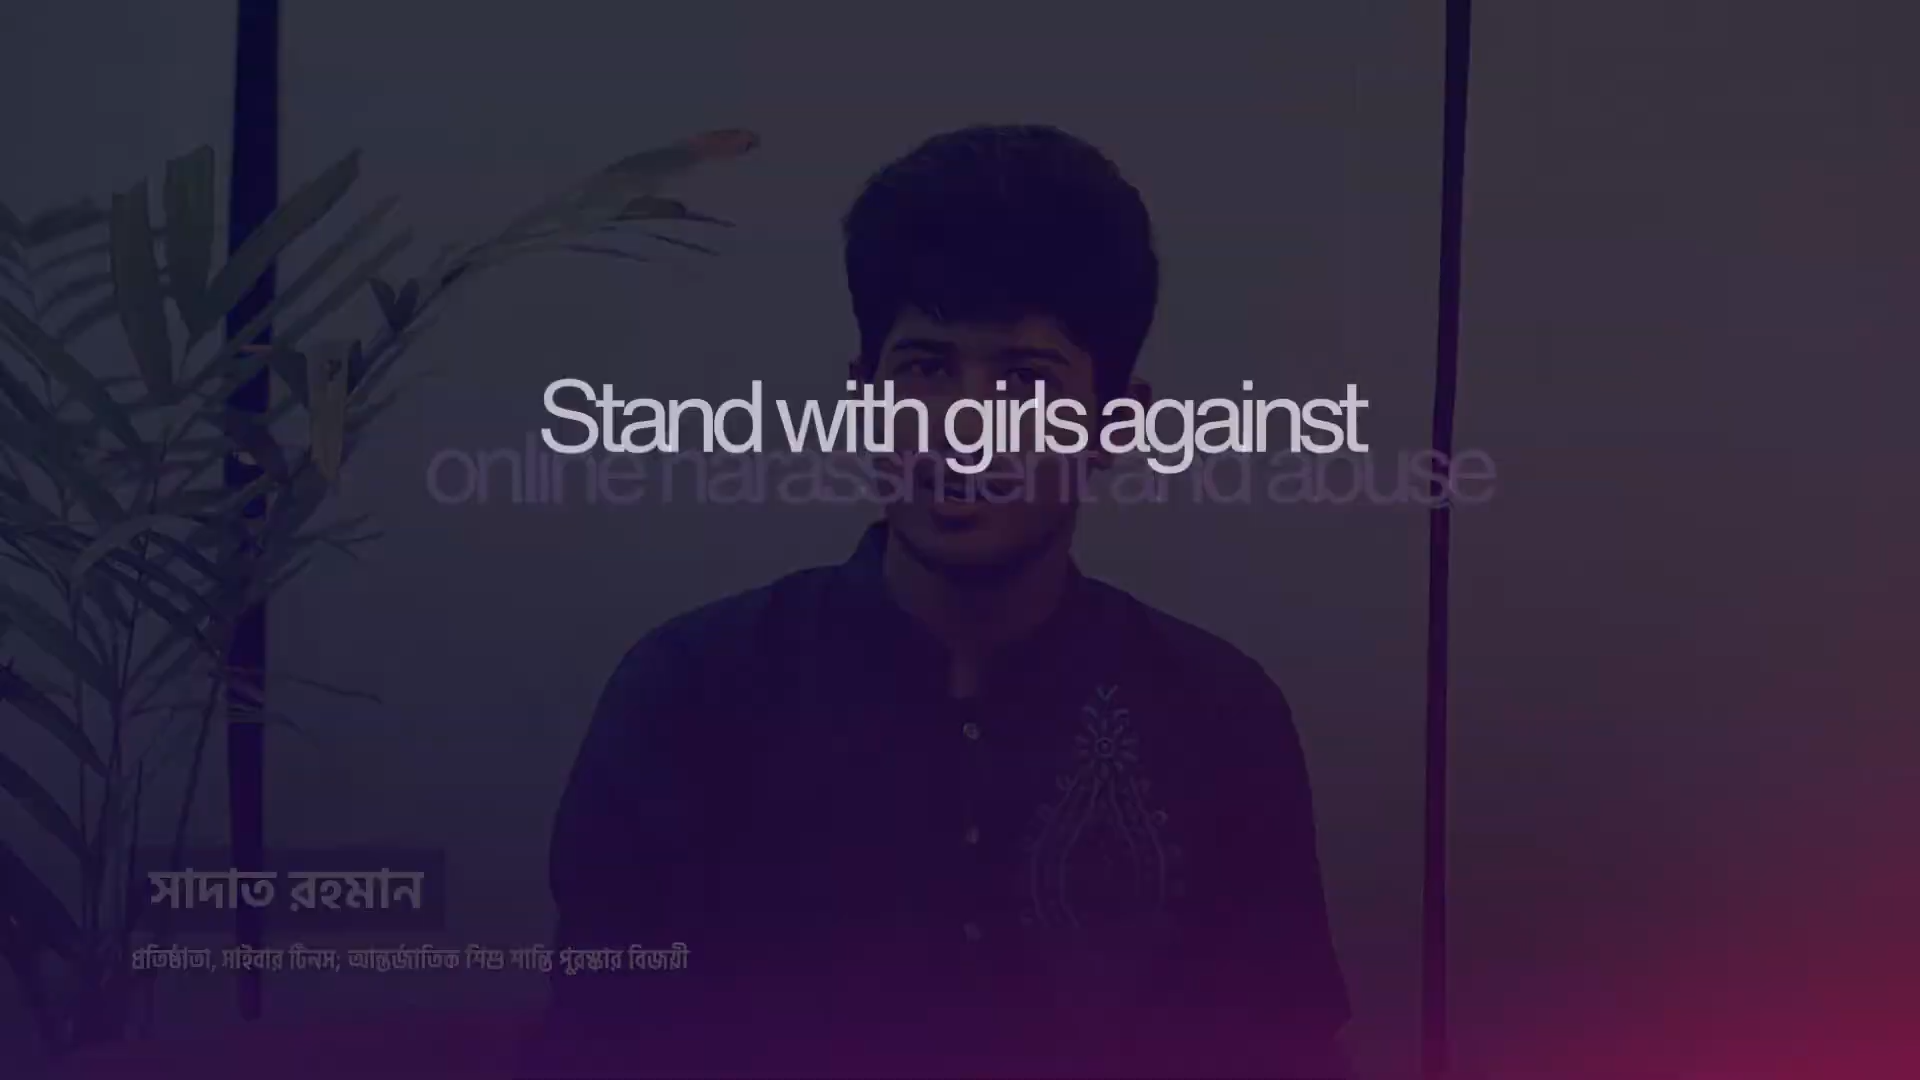 Stand with girls against
online harassment and abuse
সাদাত রহমান
প্রতিষ্ঠাতা, সাইবার টিনস; আন্তর্জাতিক শিশু শান্তি পুরস্কার বিজয়ী